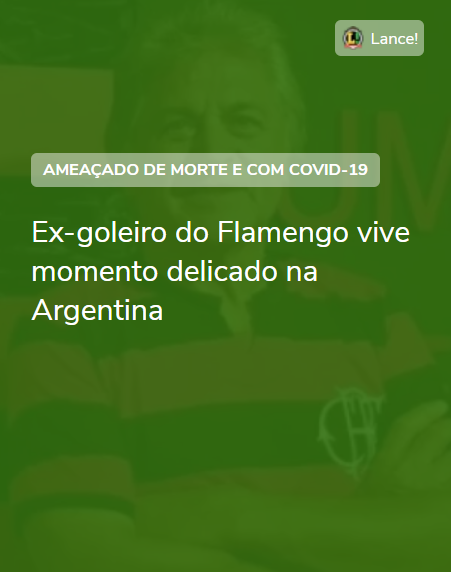 Lance!
AMEAÇADO DE MORTE E COM COVID-19
Ex-goleiro do Flamengo vive
momento delicado na
Argentina